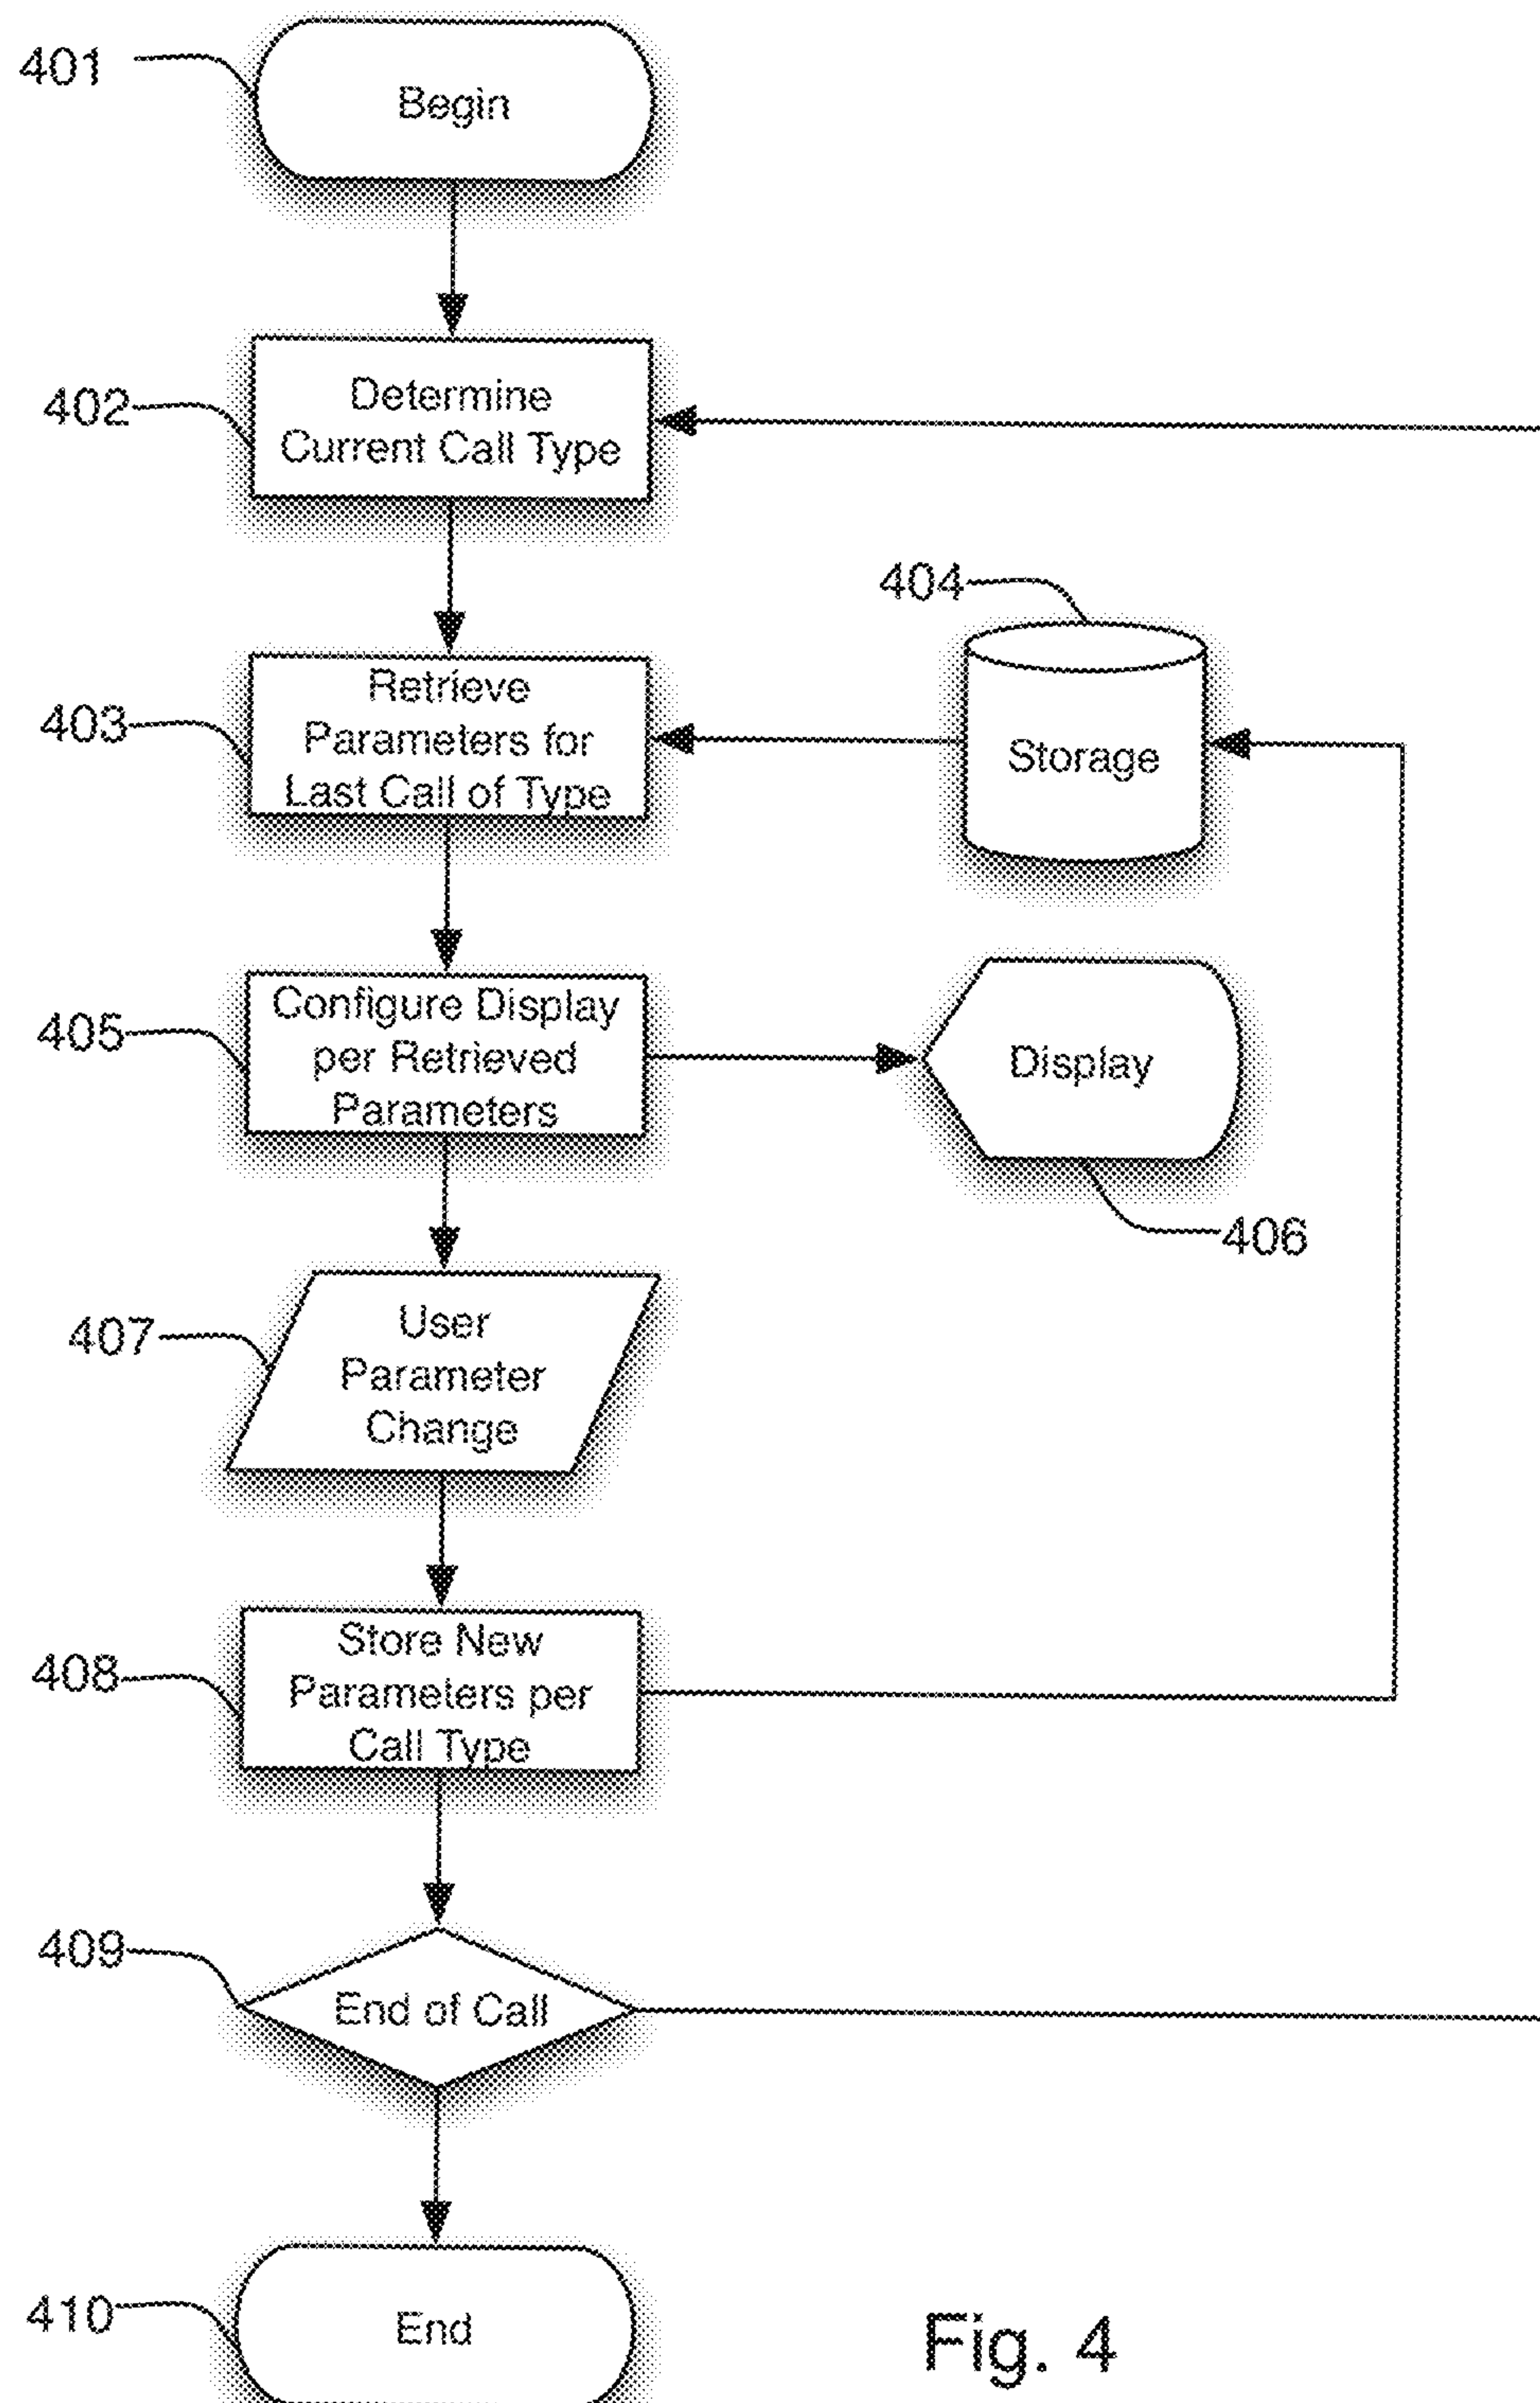 401
Begin
402
Determine
Current Call Type
404
403
Retrieve
Parameters for
Last Call of Type
Storage
405
Configure Display
per Retrieved
Parameters
Display
406
407
User
Parameter
Change
408
Store New
Parameters per
Call Type
409
End of Call
410
End
Fig. 4